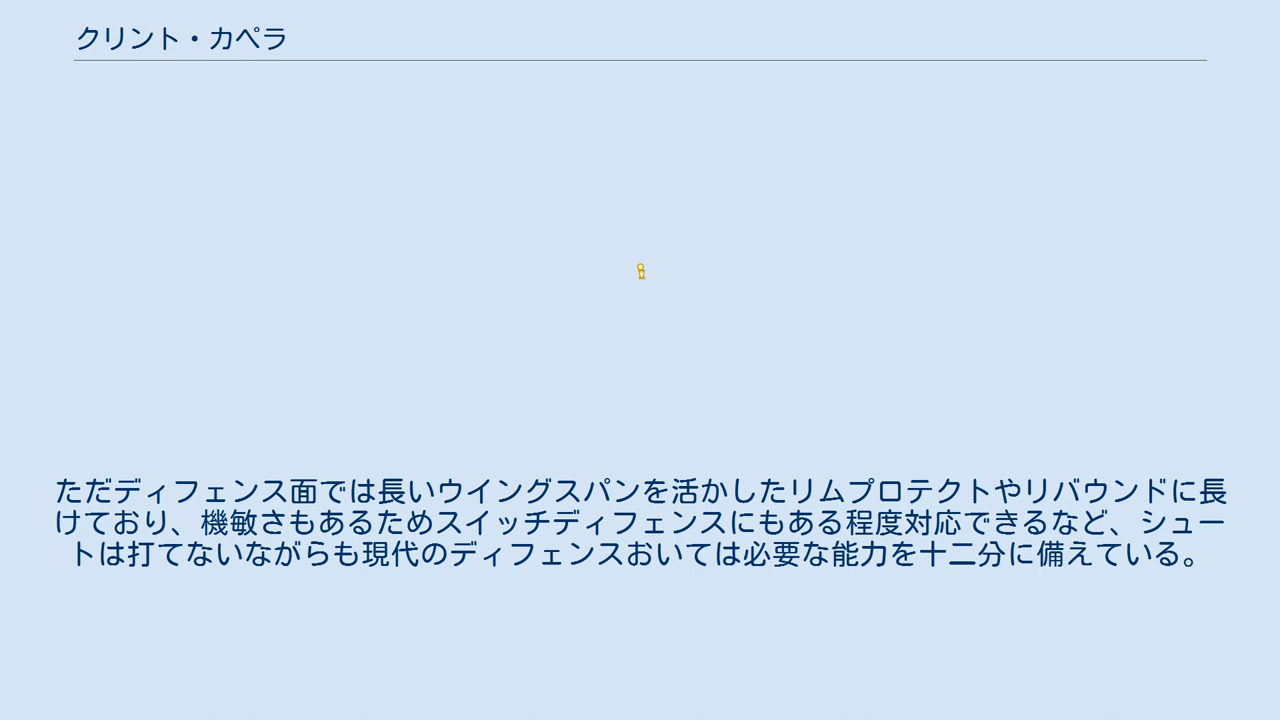 クリント・カペラ
ただディフェンス面では長いウイングスパンを活かしたリムプロテクトやリバウンドに長
けており、機敏さもあるためスイッチディフェンスにもある程度対応できるなど、シュー
トは打てないながらも現代のディフェンスおいては必要な能力を十二分に備えている。